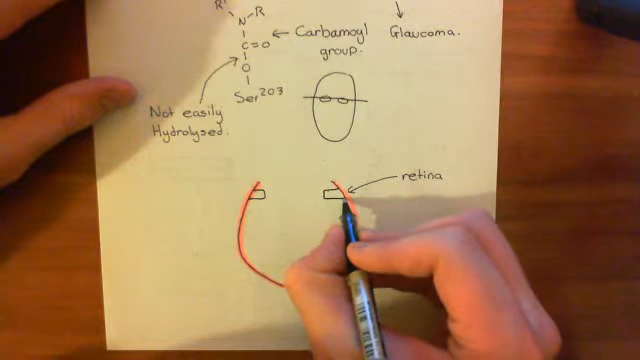 R' R
N
C=O
O
Ser203
Carbamoyl
group.
Glaucoma.
Not easily
Hydrolysed.
retina